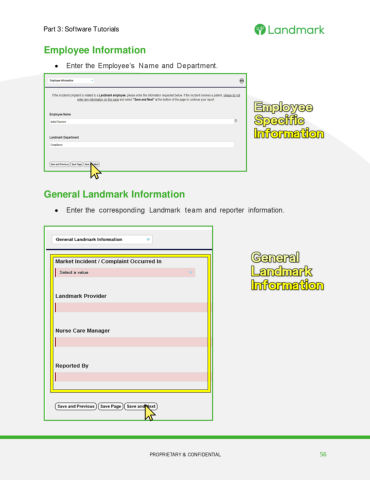 Part 3: Software Tutorials
Landmark
Employee Information
• Enter the Employee's Name and Department.
Employee Information
If the incident/complaint is related to a Landmark employee, please enter the information requested below. If the incident involves a patient, please do not
enter any information on this page and select "Save and Next" at the bottom of the page to continue your report.
Employee Name
Landmark Department
Compliance
Save and Previous Save Page Save and Next
Employee
Specific
Information
General Landmark Information
• Enter the corresponding Landmark team and reporter information.
General Landmark Information
Market Incident / Complaint Occurred In
Select a value
Landmark Provider
Nurse Care Manager
Reported By
Save and Previous Save Page Save and Next
General
Landmark
Information
PROPRIETARY & CONFIDENTIAL
56